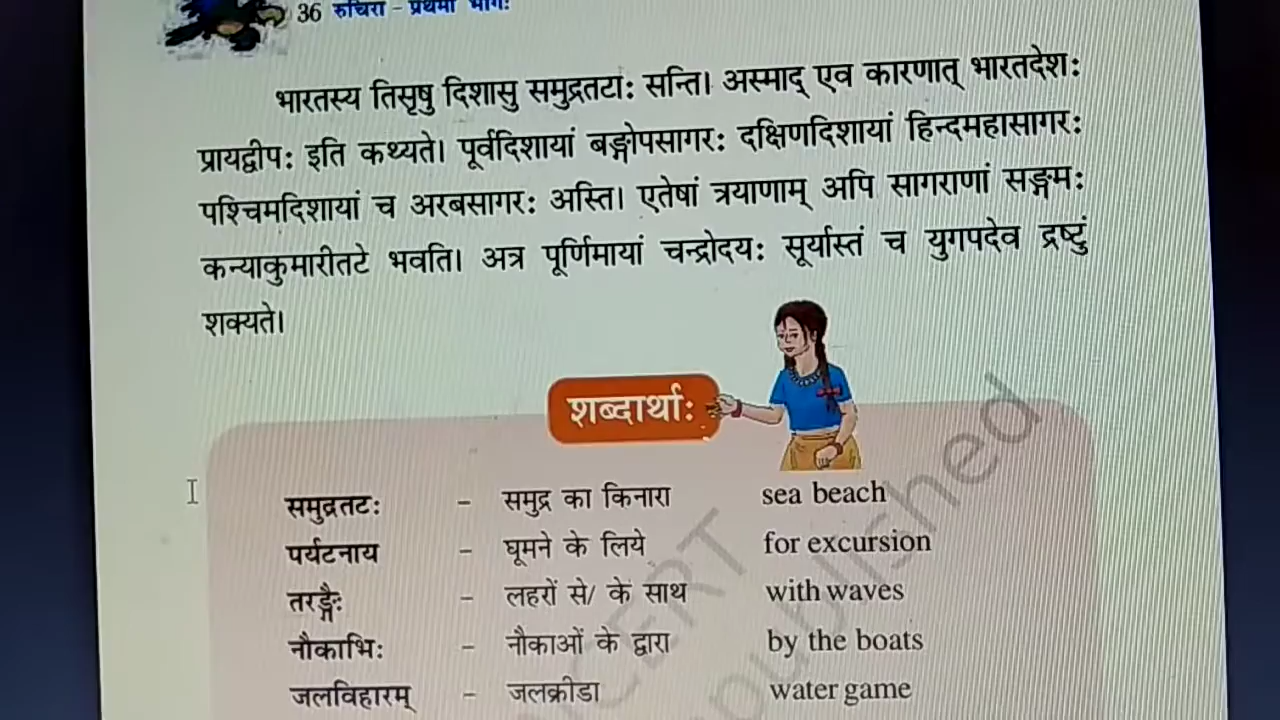 36 रुचिरा – प्रथमो भागः
भारतस्य तिसृषु दिशासु समुद्रतटाः सन्ति। अस्माद् एव कारणात् भारतदेशः
प्रायद्वीपः इति कथ्यते। पूर्वदिशायां बङ्गोपसागरः दक्षिणदिशायां हिन्दमहासागरः
पश्चिमदिशायां च अरबसागरः अस्ति। एतेषां त्रयाणाम् अपि सागराणां सङ्गमः
कन्याकुमारीतटे भवति। अत्र पूर्णिमायां चन्द्रोदयः सूर्यास्तं च युगपदेव द्रष्टुं
शक्यते।
शब्दार्थाः
समुद्रतटः – समुद्र का किनारा sea beach
पर्यटनाय – घूमने के लिये for excursion
तरङ्गैः – लहरों से/ के साथ with waves
नौकाभिः – नौकाओं के द्वारा by the boats
जलविहारम् – जलक्रीडा water game